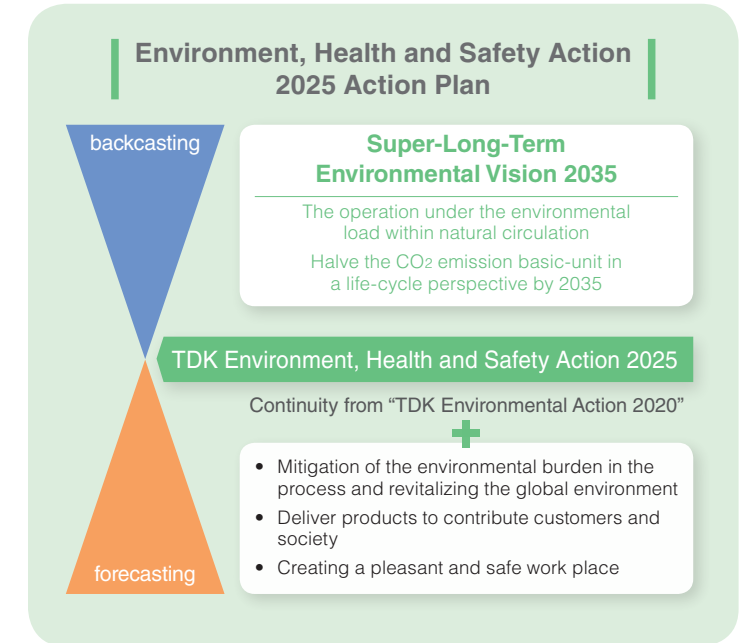 Environment, Health and Safety Action
2025 Action Plan
backcasting
Super-Long-Term
Environmental Vision 2035
The operation under the environmental
load within natural circulation
Halve the CO2 emission basic-unit in
a life-cycle perspective by 2035
TDK Environment, Health and Safety Action 2025
Continuity from “TDK Environmental Action 2020”
• Mitigation of the environmental burden in the
process and revitalizing the global environment
• Deliver products to contribute customers and
society
• Creating a pleasant and safe work place
forecasting